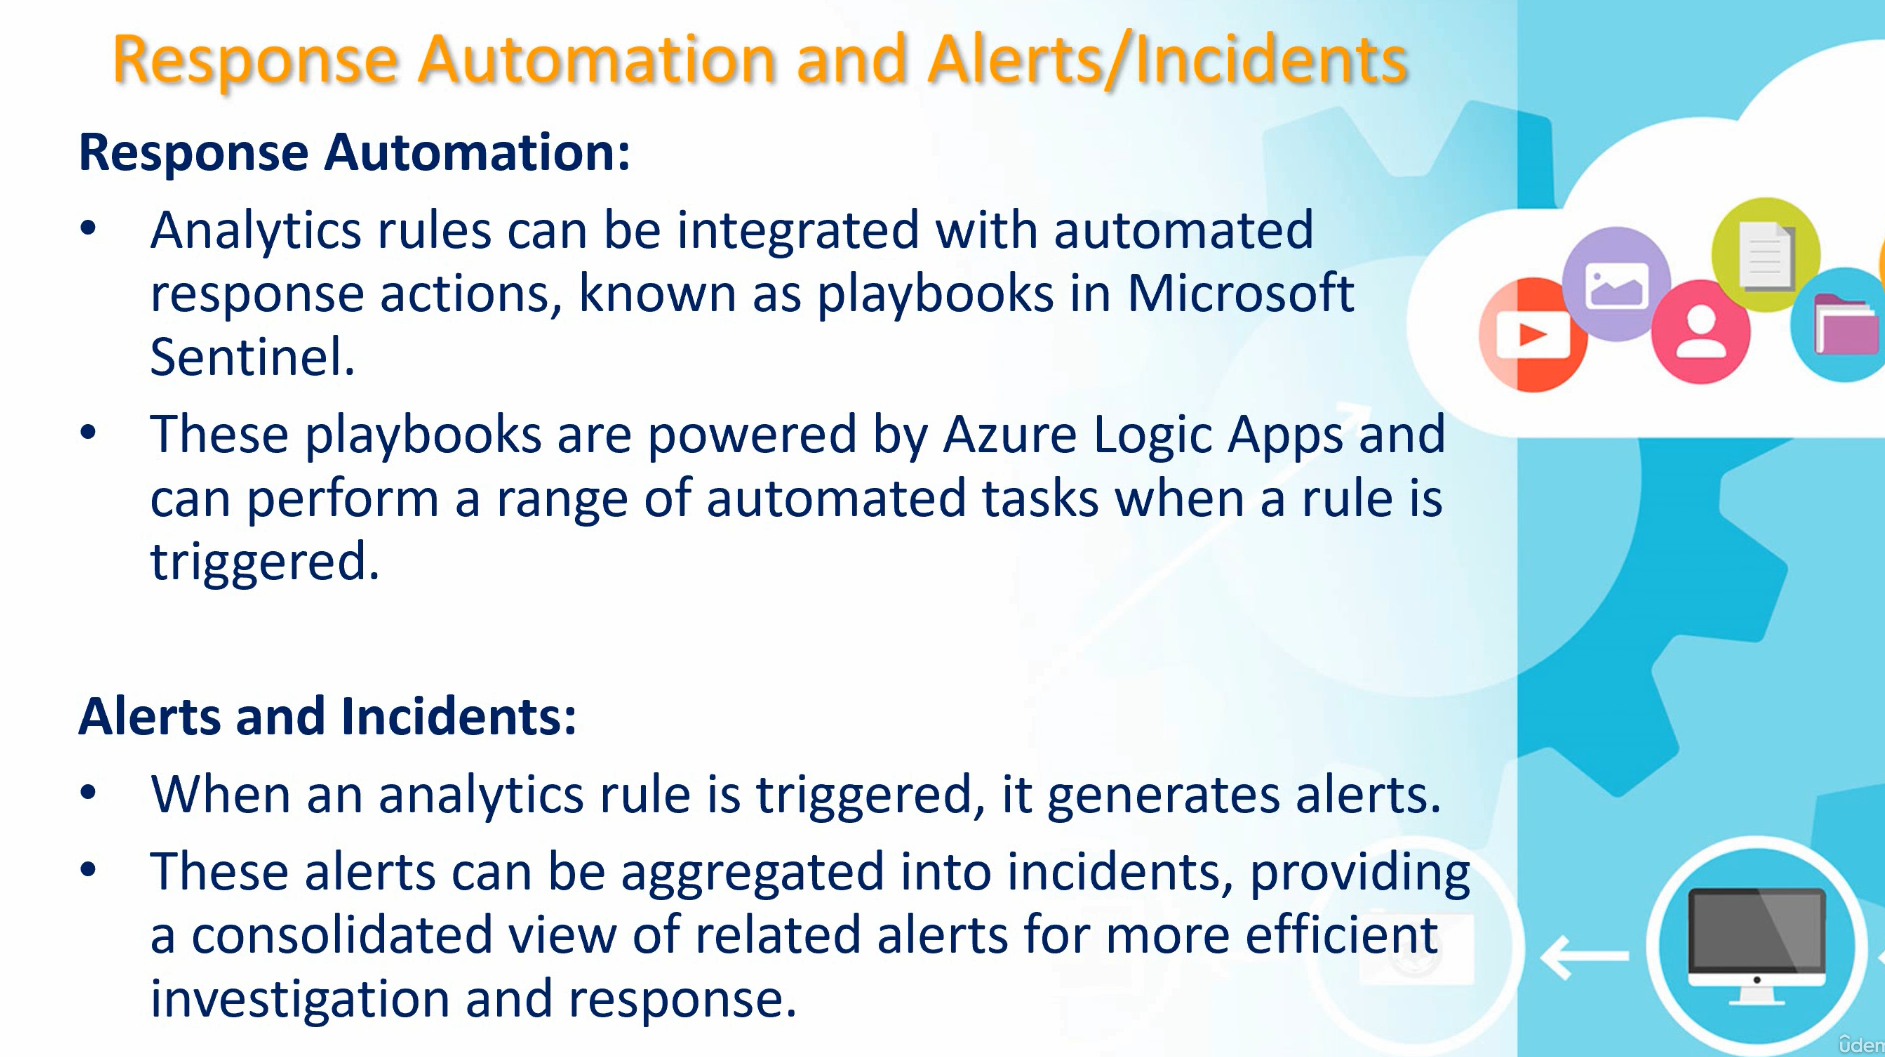 Response Automation and Alerts/Incidents
Response Automation:
• Analytics rules can be integrated with automated
response actions, known as playbooks in Microsoft
Sentinel.
• These playbooks are powered by Azure Logic Apps and
can perform a range of automated tasks when a rule is
triggered.
Alerts and Incidents:
• When an analytics rule is triggered, it generates alerts.
• These alerts can be aggregated into incidents, providing
a consolidated view of related alerts for more efficient
investigation and response.